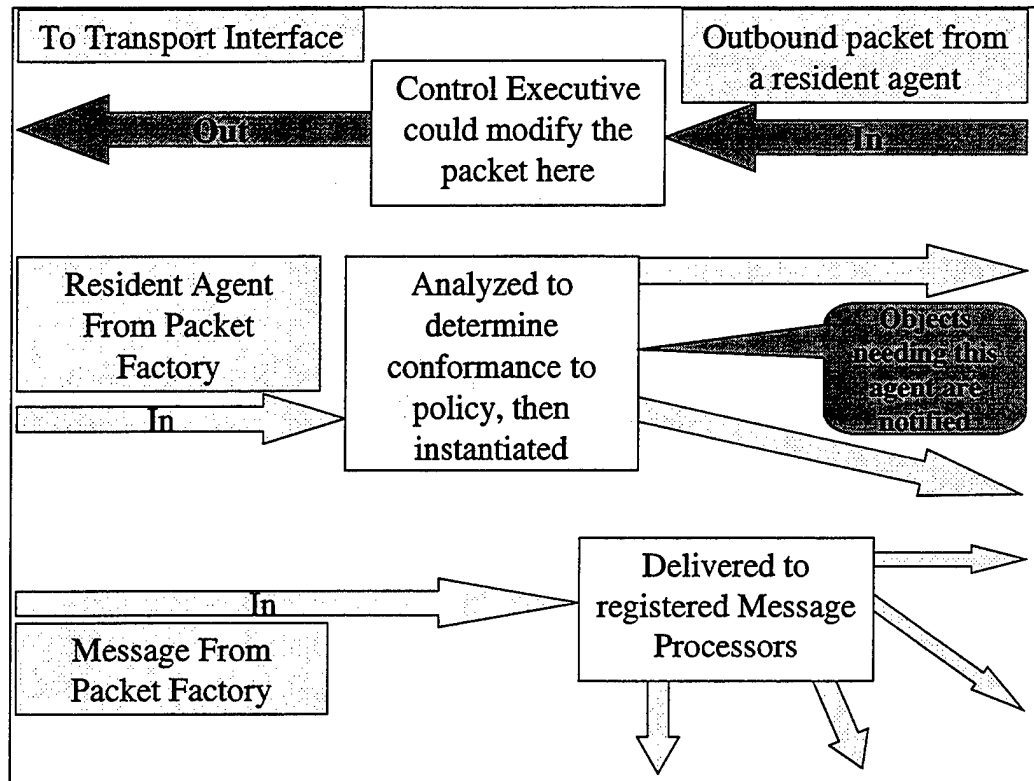 To Transport Interface
Outbound packet from
a resident agent
Control Executive
could modify the
packet here
Out
In
Resident Agent
From Packet
Factory
In
Analyzed to
determine
conformance to
policy, then
instantiated
Objects
needing this
agent are
notified
In
Message From
Packet Factory
Delivered to
registered Message
Processors